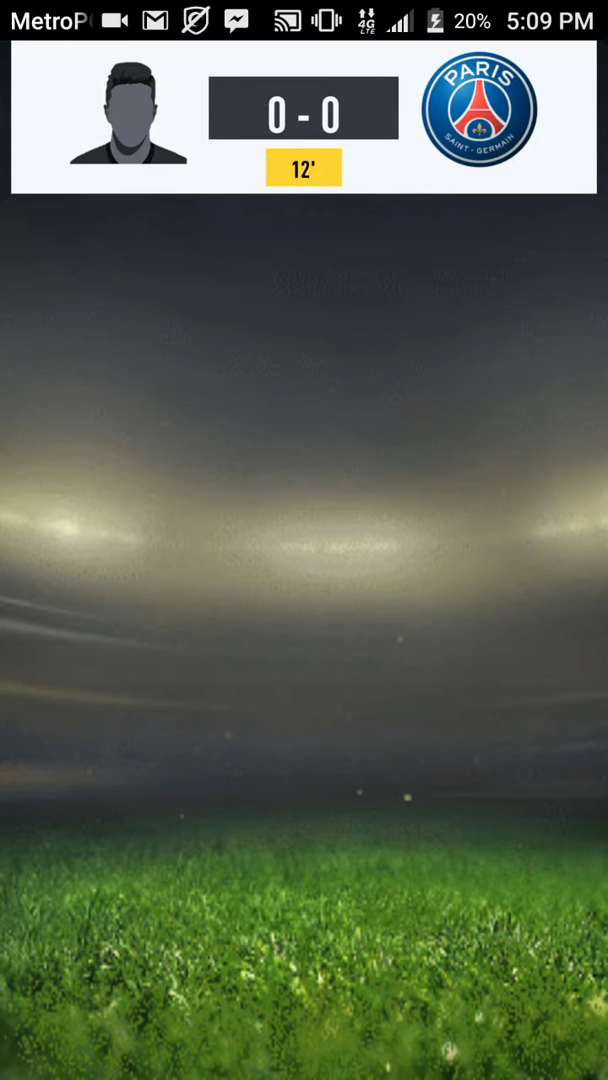 MetroP 4G LTE 20% 5:09 PM
0 - 0
12'
PARIS
SAINT-GERMAIN